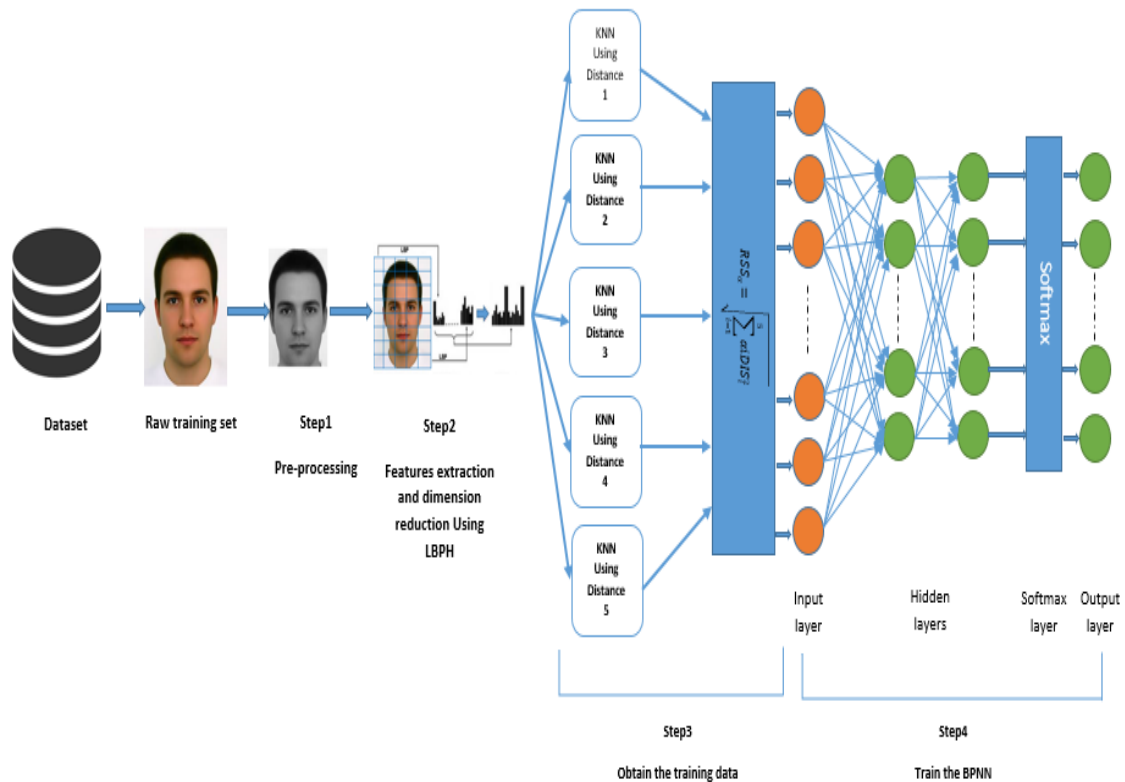 Dataset
Raw training set
Step1
Pre-processing
LBP
LBP
Step2
Features extraction
and dimension
reduction Using
LBPH
KNN
Using
Distance
1
KNN
Using
Distance
2
KNN
Using
Distance
3
KNN
Using
Distance
4
KNN
Using
Distance
5
Softmax
Input
layer
Hidden
layers
Softmax
layer
Output
layer
Step3
Obtain the training data
Step4
Train the BPNN